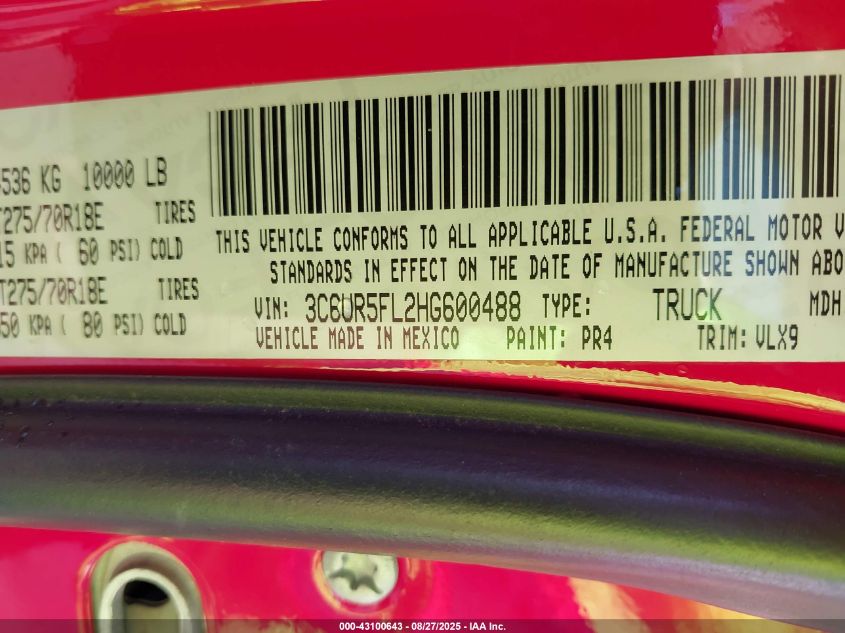 536 KG 10000 LB
T275/70R18E TIRES
15 KPA ( 60 PSI) COLD
T275/70R18E TIRES
50 KPA ( 80 PSI) COLD
THIS VEHICLE CONFORMS TO ALL APPLICABLE U.S.A. FEDERAL MOTOR V
STANDARDS IN EFFECT ON THE DATE OF MANUFACTURE SHOWN ABO
VIN: 3C6UR5FL2HG600488 TYPE: TRUCK MDH
VEHICLE MADE IN MEXICO PAINT: PR4 TRIM: VLX9
000-43100643 / 08/27/2025 - IAA Inc.